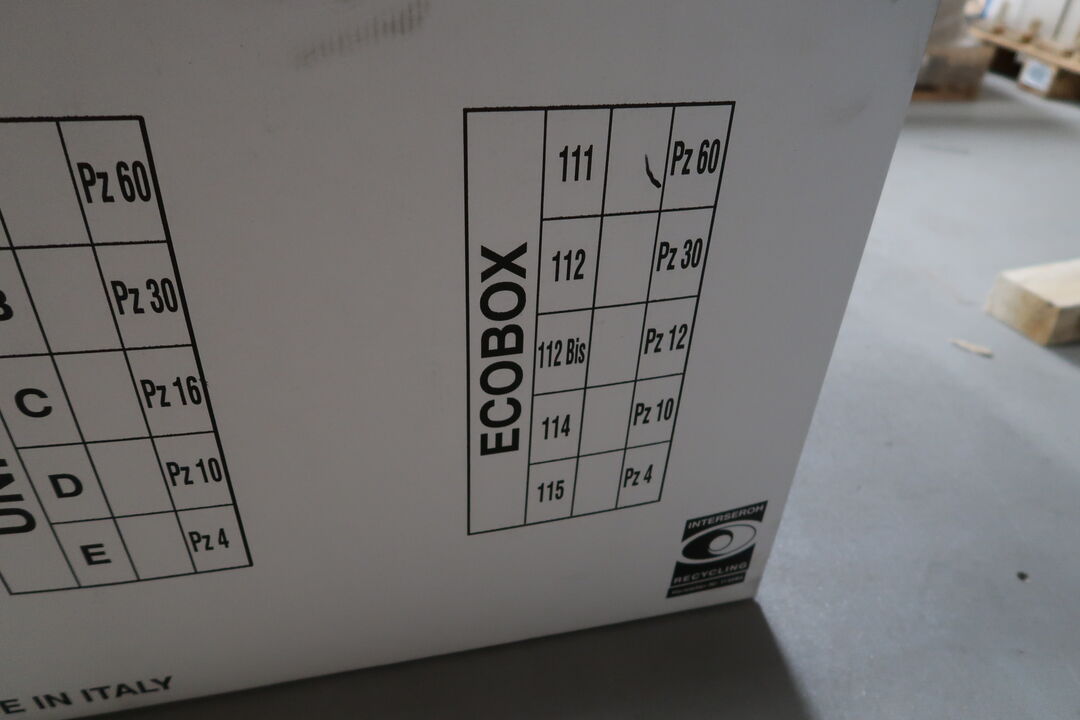 Pz 60
Pz 30
C Pz 16
D Pz 10
E Pz 4
ECOBOX
111 Pz 60
112 Pz 30
112 Bis Pz 12
114 Pz 10
115 Pz 4
INTERSEROH
RECYCLING
IN ITALY